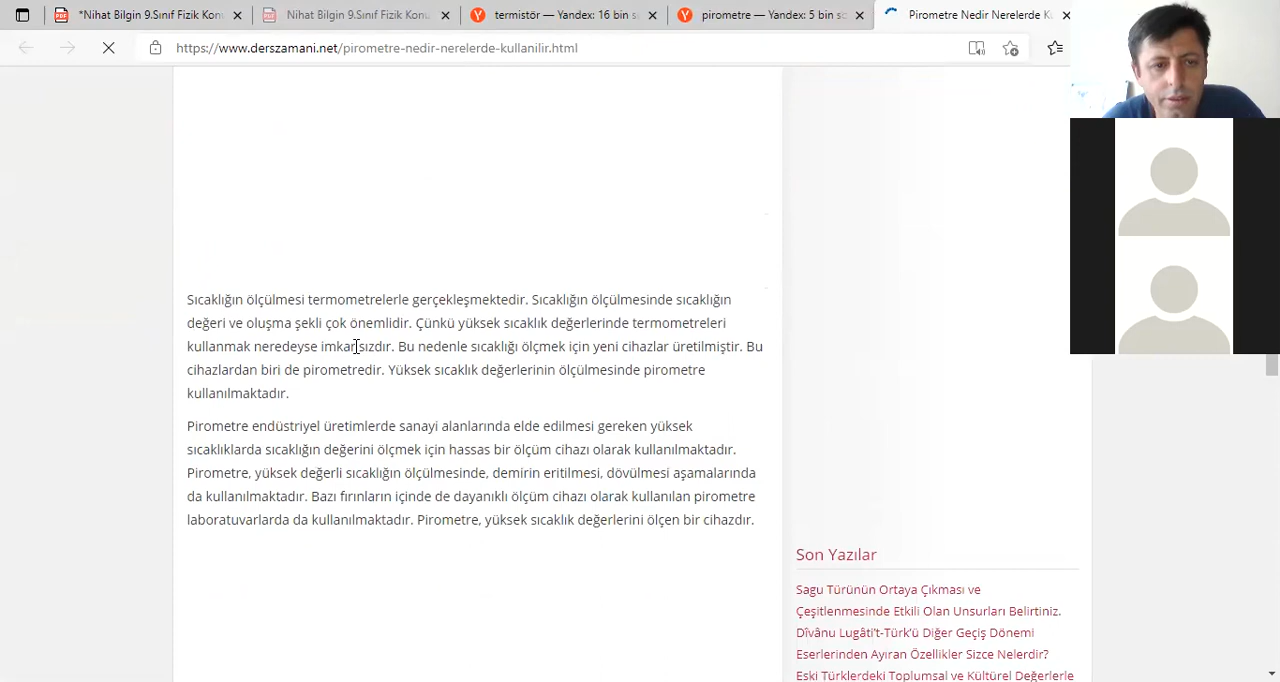 *Nihat Bilgin 9.Sınıf Fizik Konu
Nihat Bilgin 9.Sınıf Fizik Konu
termistör — Yandex: 16 bin s
pirometre — Yandex: 5 bin so
Pirometre Nedir Nerelerde Ku
https://www.derszamani.net/pirometre-nedir-nerelerde-kullanilir.html
Sıcaklığın ölçülmesi termometrelerle gerçekleşmektedir. Sıcaklığın ölçülmesinde sıcaklığın
değeri ve oluşma şekli çok önemlidir. Çünkü yüksek sıcaklık değerlerinde termometreleri
kullanmak neredeyse imkansızdır. Bu nedenle sıcaklığı ölçmek için yeni cihazlar üretilmiştir. Bu
cihazlardan biri de pirometredir. Yüksek sıcaklık değerlerinin ölçülmesinde pirometre
kullanılmaktadır.
Pirometre endüstriyel üretimlerde sanayi alanlarında elde edilmesi gereken yüksek
sıcaklıklarda sıcaklığın değerini ölçmek için hassas bir ölçüm cihazı olarak kullanılmaktadır.
Pirometre, yüksek değerli sıcaklığın ölçülmesinde, demirin eritilmesi, dövülmesi aşamalarında
da kullanılmaktadır. Bazı fırınların içinde de dayanıklı ölçüm cihazı olarak kullanılan pirometre
laboratuvarlarda da kullanılmaktadır. Pirometre, yüksek sıcaklık değerlerini ölçen bir cihazdır.
Son Yazılar
Sagu Türünün Ortaya Çıkması ve
Çeşitlenmesinde Etkili Olan Unsurları Belirtiniz.
Dîvânu Lugâti't-Türk'ü Diğer Geçiş Dönemi
Eserlerinden Ayıran Özellikler Sizce Nelerdir?
Eski Türklerdeki Toplumsal ve Kültürel Değerlerle